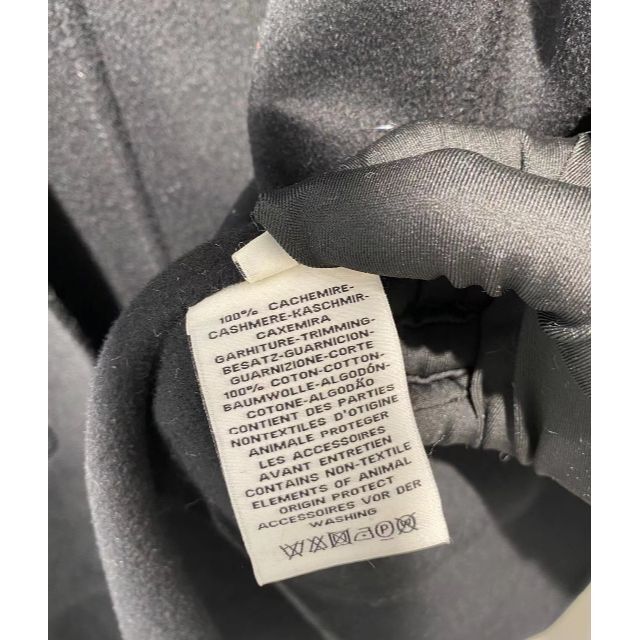 100% CACHEMIRE-
CASHMERE-KASCHMIR-
CAXEMIRA
GARHITURE-TRIMMING-
BESATZ-GUARNICION-
GUARNIZIONE-CORTE
100% COTON-COTTON-
BAUMWOLLE-ALGODÓN-
COTONE-ALGODÃO
CONTIENT DES PARTIES
NONTEXTILES D'OTIGINE
ANIMALE PROTEGER
LES ACCESSOIRES
AVANT ENTRETIEN
CONTAINS NON-TEXTILE
ELEMENTS OF ANIMAL
ORIGIN PROTECT
ACCESSOIRES VOR DER
WASHING
P